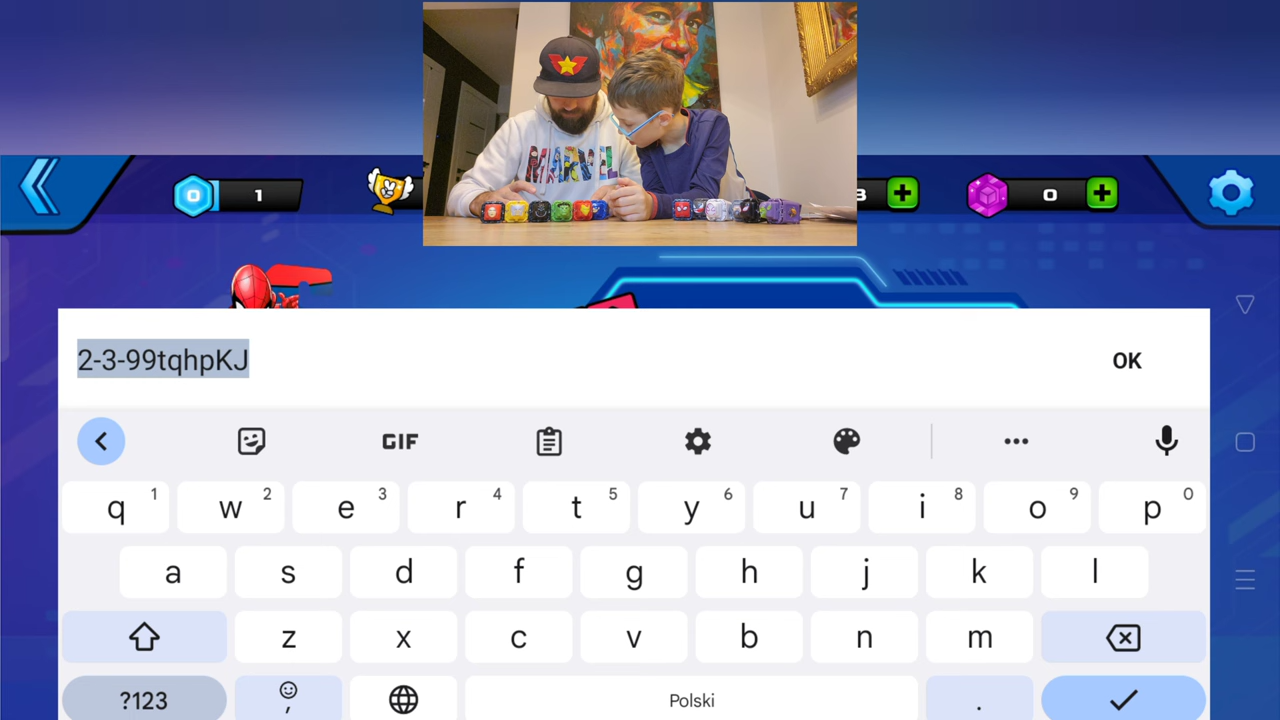 MARVEL
0 1
3
0
2-3-99tqhpKJ
OK
GIF
q 1 w 2 e 3 r 4 t 5 y 6 u 7 i 8 o 9 p 0
a s d f g h j k l
z x c v b n m
?123 , Polski .